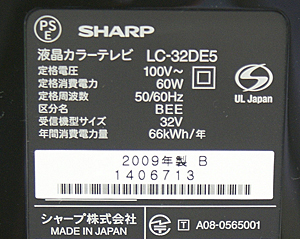 PS
E
SHARP
液晶カラーテレビ LC-32DE5
定格電圧 100V~
定格消費電力 60W
定格周波数 50/60Hz
区分名 BEE
受信機型サイズ 32V
年間消費電力量 66kWh/年
UL Japan
2009年製 B
1406713
シャープ株式会社
MADE IN JAPAN
T A08-0565001